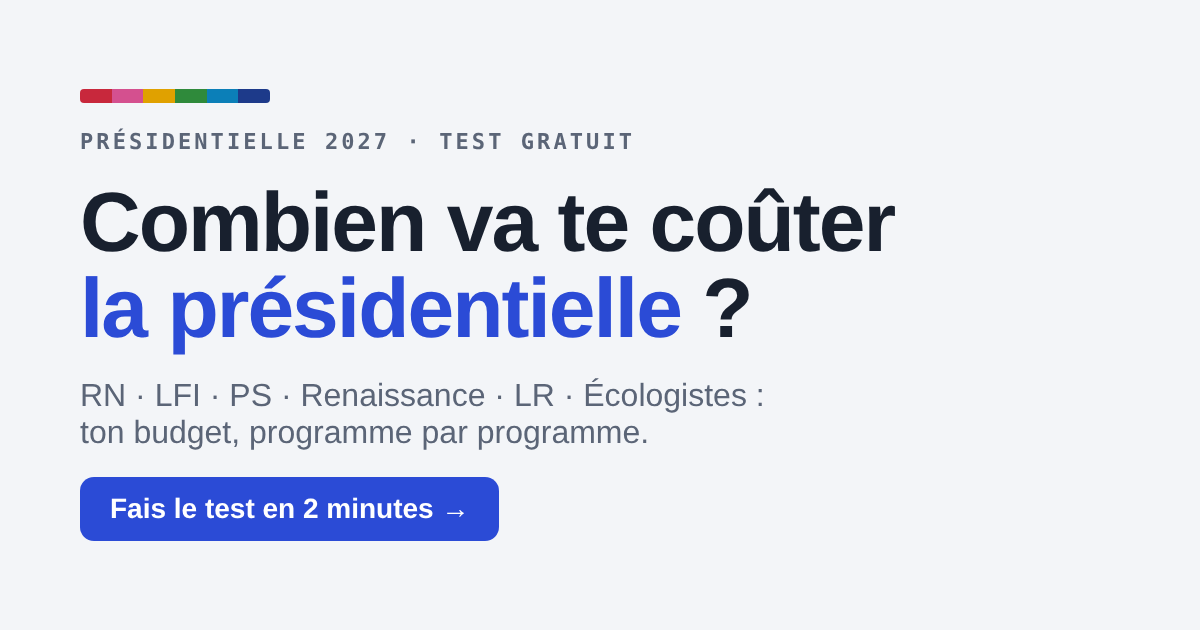 PRÉSIDENTIELLE 2027 · TEST GRATUIT
Combien va te coûter
la présidentielle ?
RN · LFI · PS · Renaissance · LR · Écologistes :
ton budget, programme par programme.
Fais le test en 2 minutes →